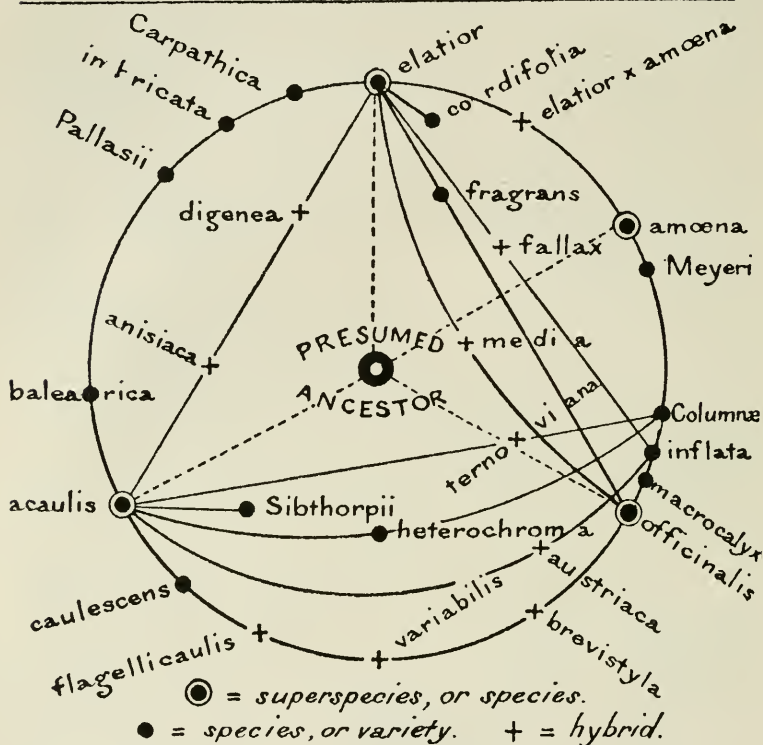 elatior
Carpathica
intricata
Pallasii
cordifolia
elatior x amœna
digenea
fragrans
fallax
amœna
Meyeri
anisiaca
PRESUMED
media
ANCESTOR
balearica
ternoviana
Columnæ
inflata
macrocalyx
officinalis
acaulis
Sibthorpii
heterochroma
caulescens
flagellicaulis
variabilis
austriaca
brevistyla
= superspecies, or species.
= species, or variety. + = hybrid.